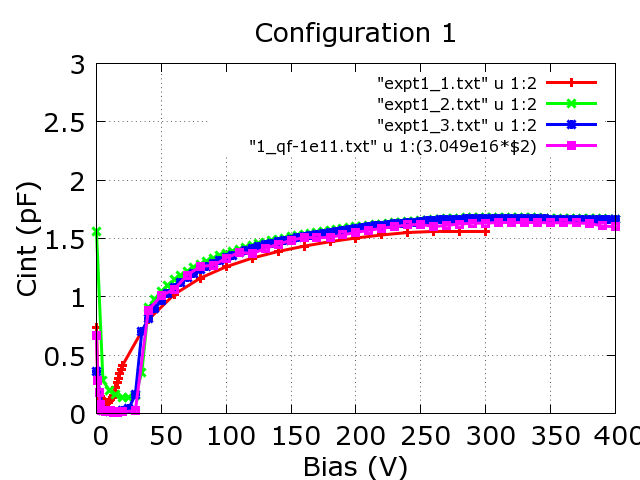 Configuration 1
"expt1_1.txt" u 1:2
"expt1_2.txt" u 1:2
"expt1_3.txt" u 1:2
"1_qf-1e11.txt" u 1:(3.049e16*$2)
3
2.5
2
1.5
1
0.5
0
Cint (pF)
0 50 100 150 200 250 300 350 400
Bias (V)